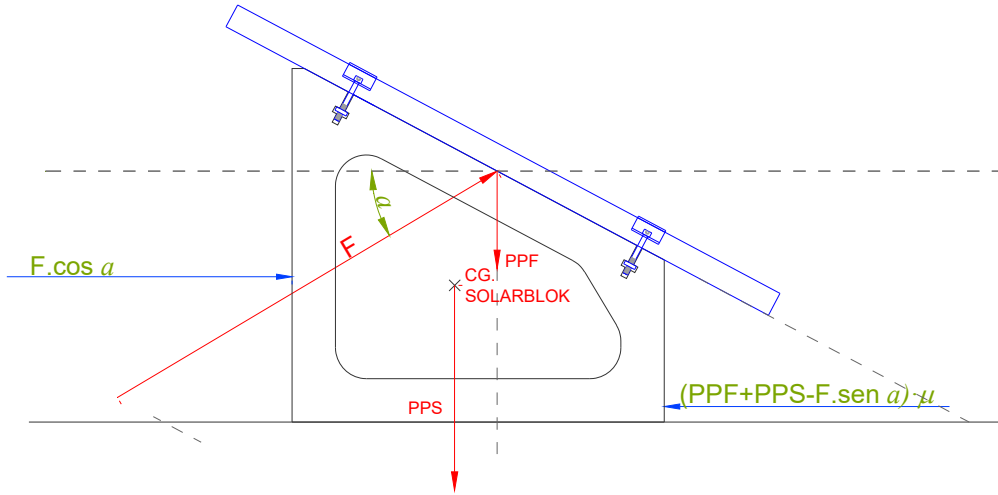 a
F
PPF
CG.
SOLARBLOK
F.cos a
(PPF+PPS-F.sen a) μ
PPS